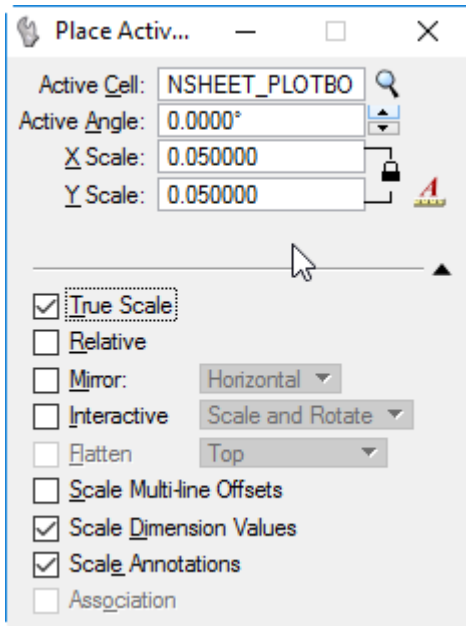 Place Activ...
Active Cell: NSHEET_PLOTBO
Active Angle: 0.0000°
X Scale: 0.050000
Y Scale: 0.050000
A
True Scale
Relative
Mirror: Horizontal
Interactive Scale and Rotate
Flatten Top
Scale Multi-line Offsets
Scale Dimension Values
Scale Annotations
Association